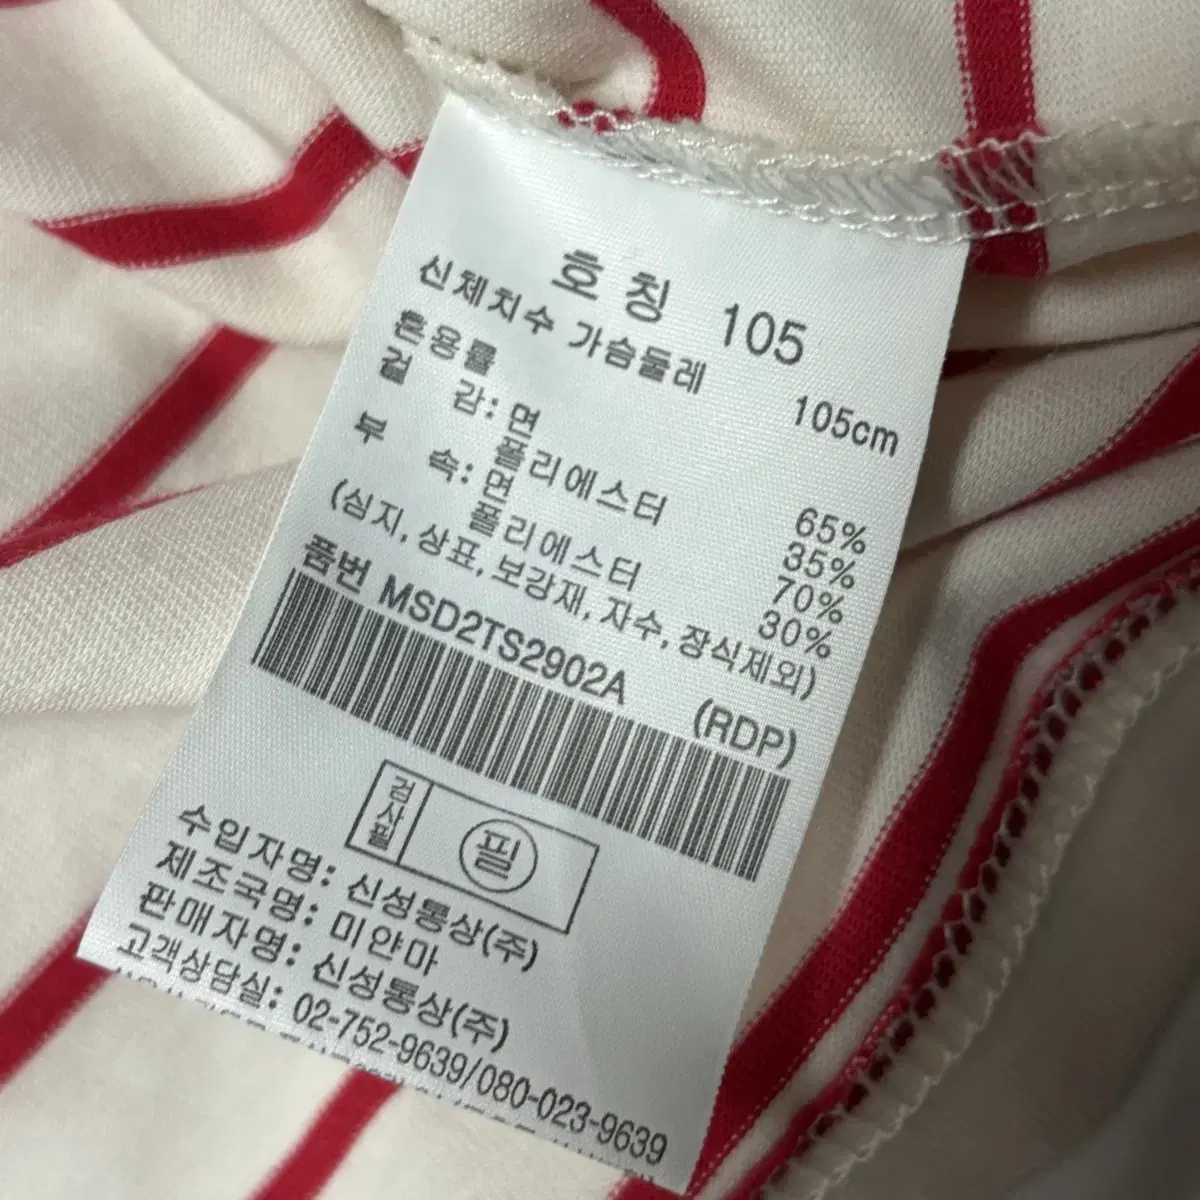 호칭 105
신체치수 가슴둘레 105cm
혼용률
겉 감: 면 65%
폴리에스터 35%
부 속: 면 70%
폴리에스터 30%
(심지,상표,보강재,자수,장식제외)
품번 MSD2TS2902A (RDP)
검사필 필
수입자명: 신성통상(주)
제조국명: 미얀마
판매자명: 신성통상(주)
고객상담실: 02-752-9639/080-023-9639